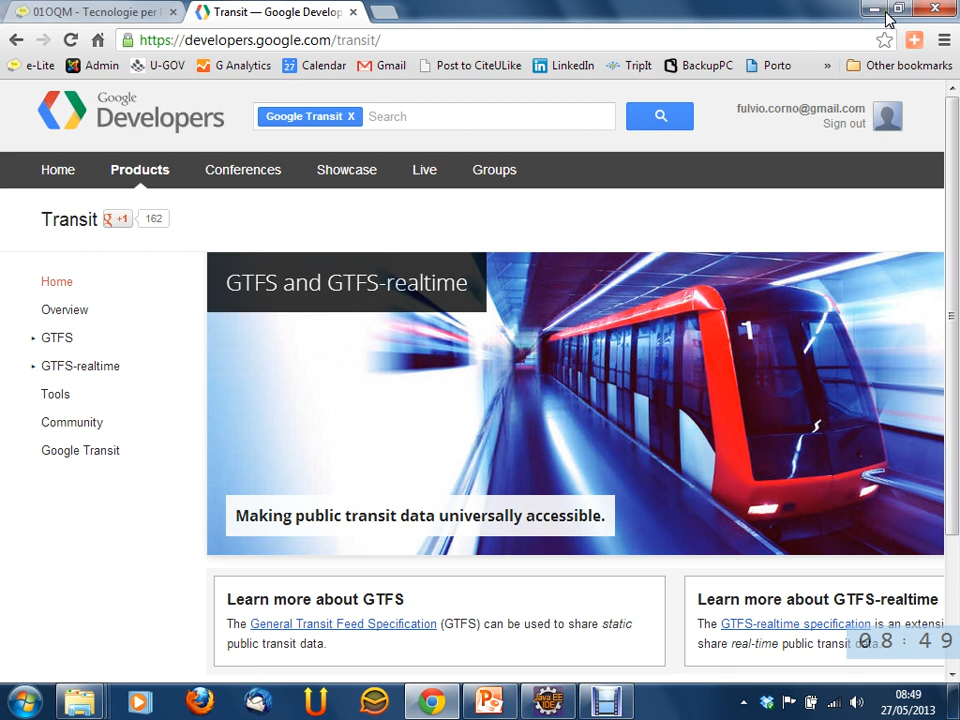 01OQM - Tecnologie per
Transit — Google Develop
https://developers.google.com/transit/
e-Lite Admin U-GOV G Analytics Calendar Gmail Post to CiteULike LinkedIn TripIt BackupPC Porto » Other bookmarks
27
Google
Developers
Google Transit X Search
fulvio.corno@gmail.com
Sign out
Home Products Conferences Showcase Live Groups
Transit g +1 162
Home
Overview
GTFS
GTFS-realtime
Tools
Community
Google Transit
GTFS and GTFS-realtime
1
Making public transit data universally accessible.
Learn more about GTFS
The General Transit Feed Specification (GTFS) can be used to share static
public transit data.
Learn more about GTFS-realtime
The GTFS-realtime specification is an extensi
share real-time public transit data.
08:49
Java EE
IDE
08:49
27/05/2013